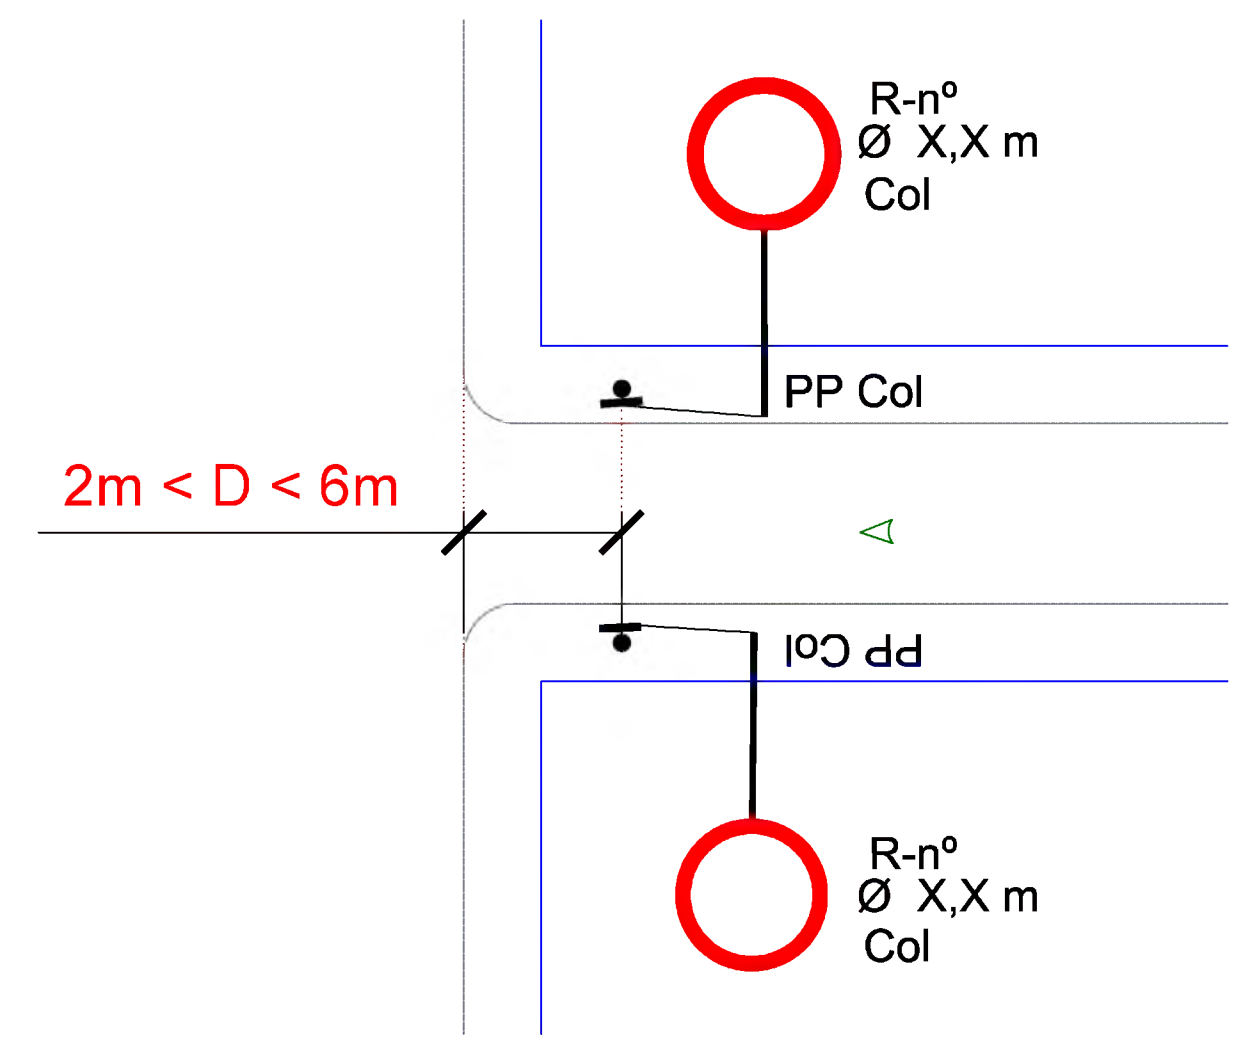 R-nº
Ø X,X m
Col
PP Col
2m < D < 6m
PP Col
R-nº
Ø X,X m
Col